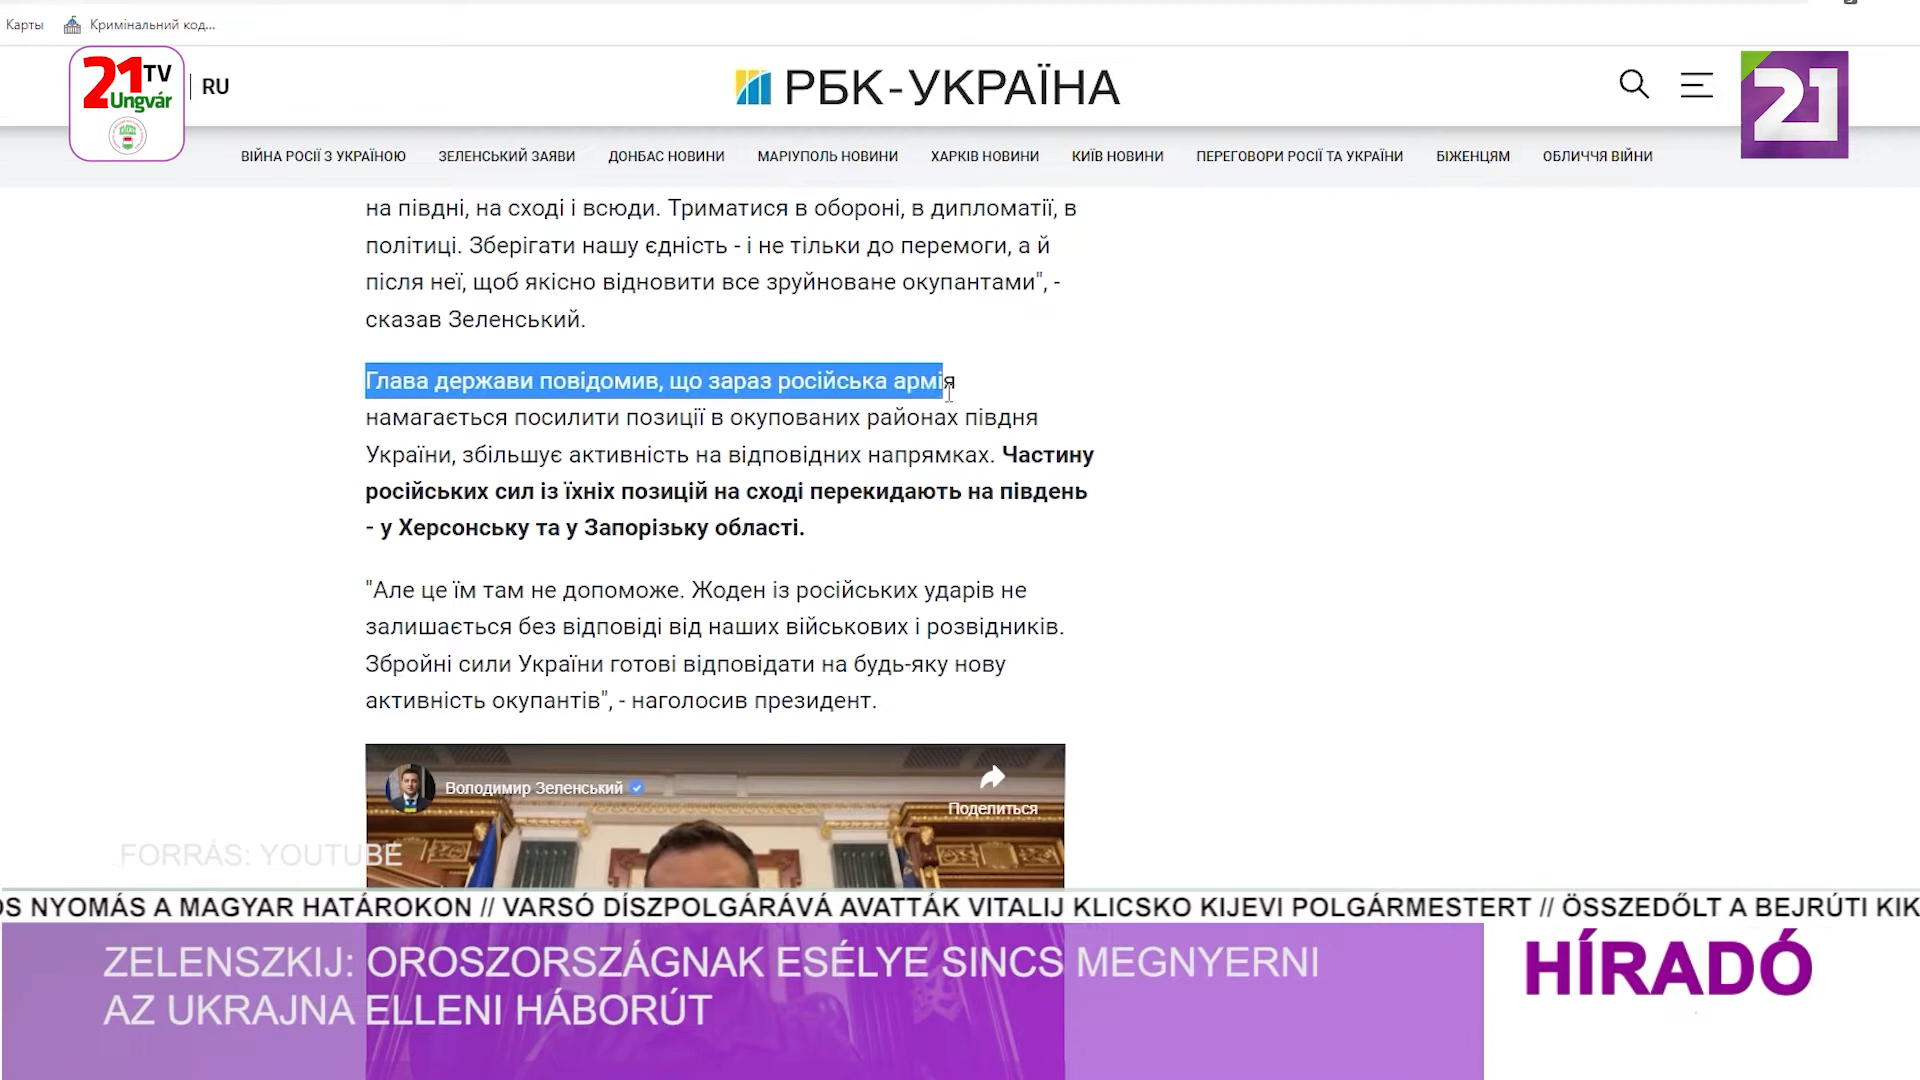 Карты
Кримінальний код...
21 TV
Ungvár
RU
РБК-УКРАЇНА
21
ВІЙНА РОСІЇ З УКРАЇНОЮ ЗЕЛЕНСЬКИЙ ЗАЯВИ ДОНБАС НОВИНИ МАРІУПОЛЬ НОВИНИ ХАРКІВ НОВИНИ КИЇВ НОВИНИ ПЕРЕГОВОРИ РОСІЇ ТА УКРАЇНИ БІЖЕНЦЯМ ОБЛИЧЧЯ ВІЙНИ
на півдні, на сході і всюди. Триматися в обороні, в дипломатії, в
політиці. Зберігати нашу єдність - і не тільки до перемоги, а й
після неї, щоб якісно відновити все зруйноване окупантами", -
сказав Зеленський.
Глава держави повідомив, що зараз російська армія
намагається посилити позиції в окупованих районах півдня
України, збільшує активність на відповідних напрямках. Частину
російських сил із їхніх позицій на сході перекидають на південь
- у Херсонську та у Запорізьку області.
"Але це їм там не допоможе. Жоден із російських ударів не
залишається без відповіді від наших військових і розвідників.
Збройні сили України готові відповідати на будь-яку нову
активність окупантів", - наголосив президент.
Володимир Зеленський
Поделиться
FORRÁS: YOUTUBE
OS NYOMÁS A MAGYAR HATÁROKON // VARSÓ DÍSZPOLGÁRÁVÁ AVATTÁK VITALIJ KLICSKO KIJEVI POLGÁRMESTERT // ÖSSZEDŐLT A BEJRÚTI KIK
ZELENSZKIJ: OROSZORSZÁGNAK ESÉLYE SINCS MEGNYERNI
AZ UKRAJNA ELLENI HÁBORÚT
HÍRADÓ